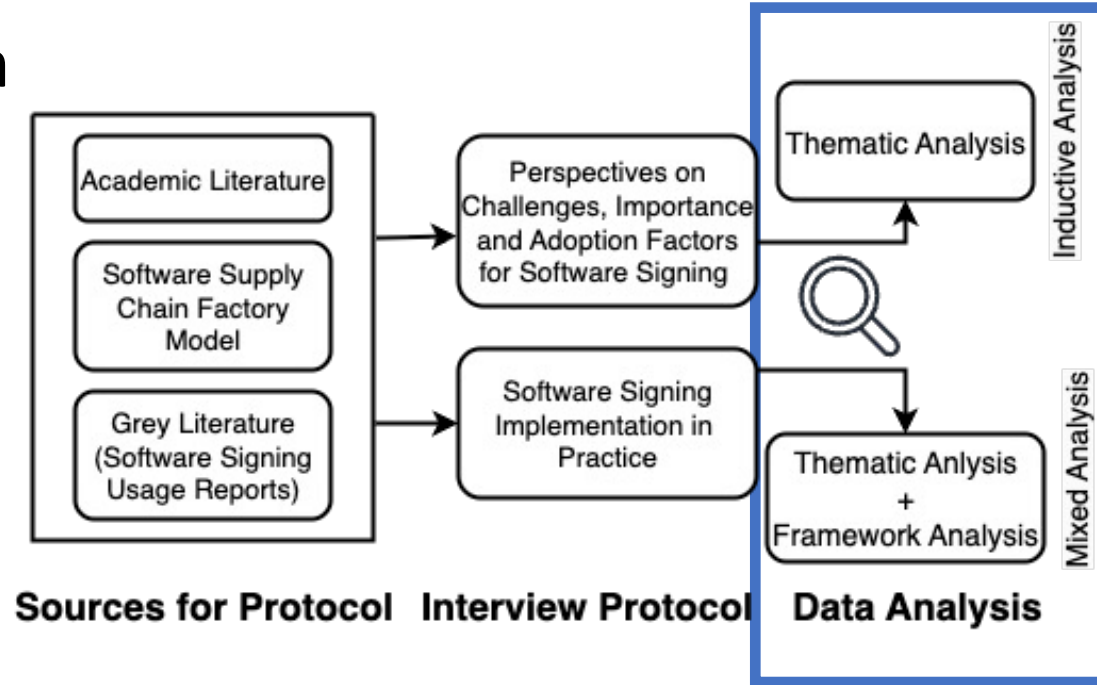 n
Academic Literature
Software Supply
Chain Factory
Model
Grey Literature
(Software Signing
Usage Reports)
Sources for Protocol
Perspectives on
Challenges, Importance
and Adoption Factors
for Software Signing
Software Signing
Implementation in
Practice
Interview Protocol
Thematic Analysis
Inductive Analysis
Thematic Anlysis
+
Framework Analysis
Mixed Analysis
Data Analysis